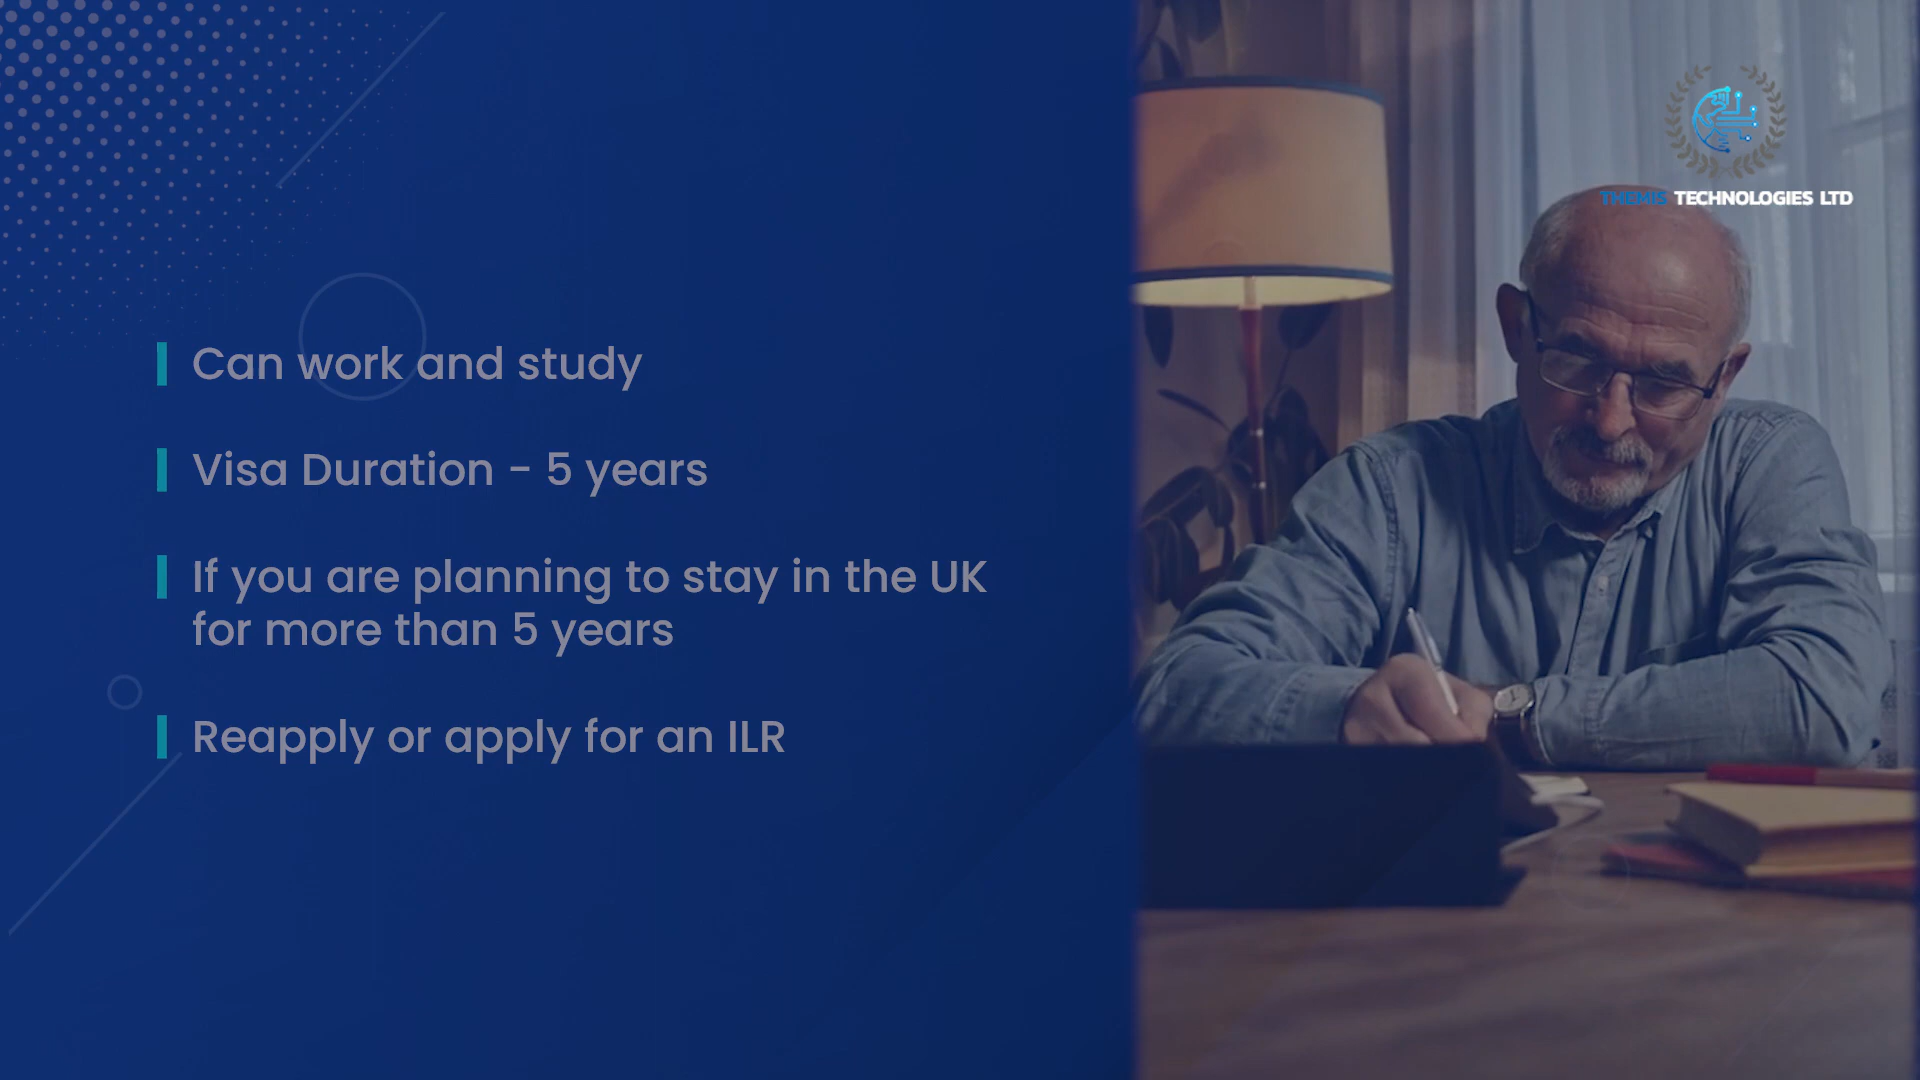 THEMIS TECHNOLOGIES LTD
Can work and study
Visa Duration - 5 years
If you are planning to stay in the UK
for more than 5 years
Reapply or apply for an ILR